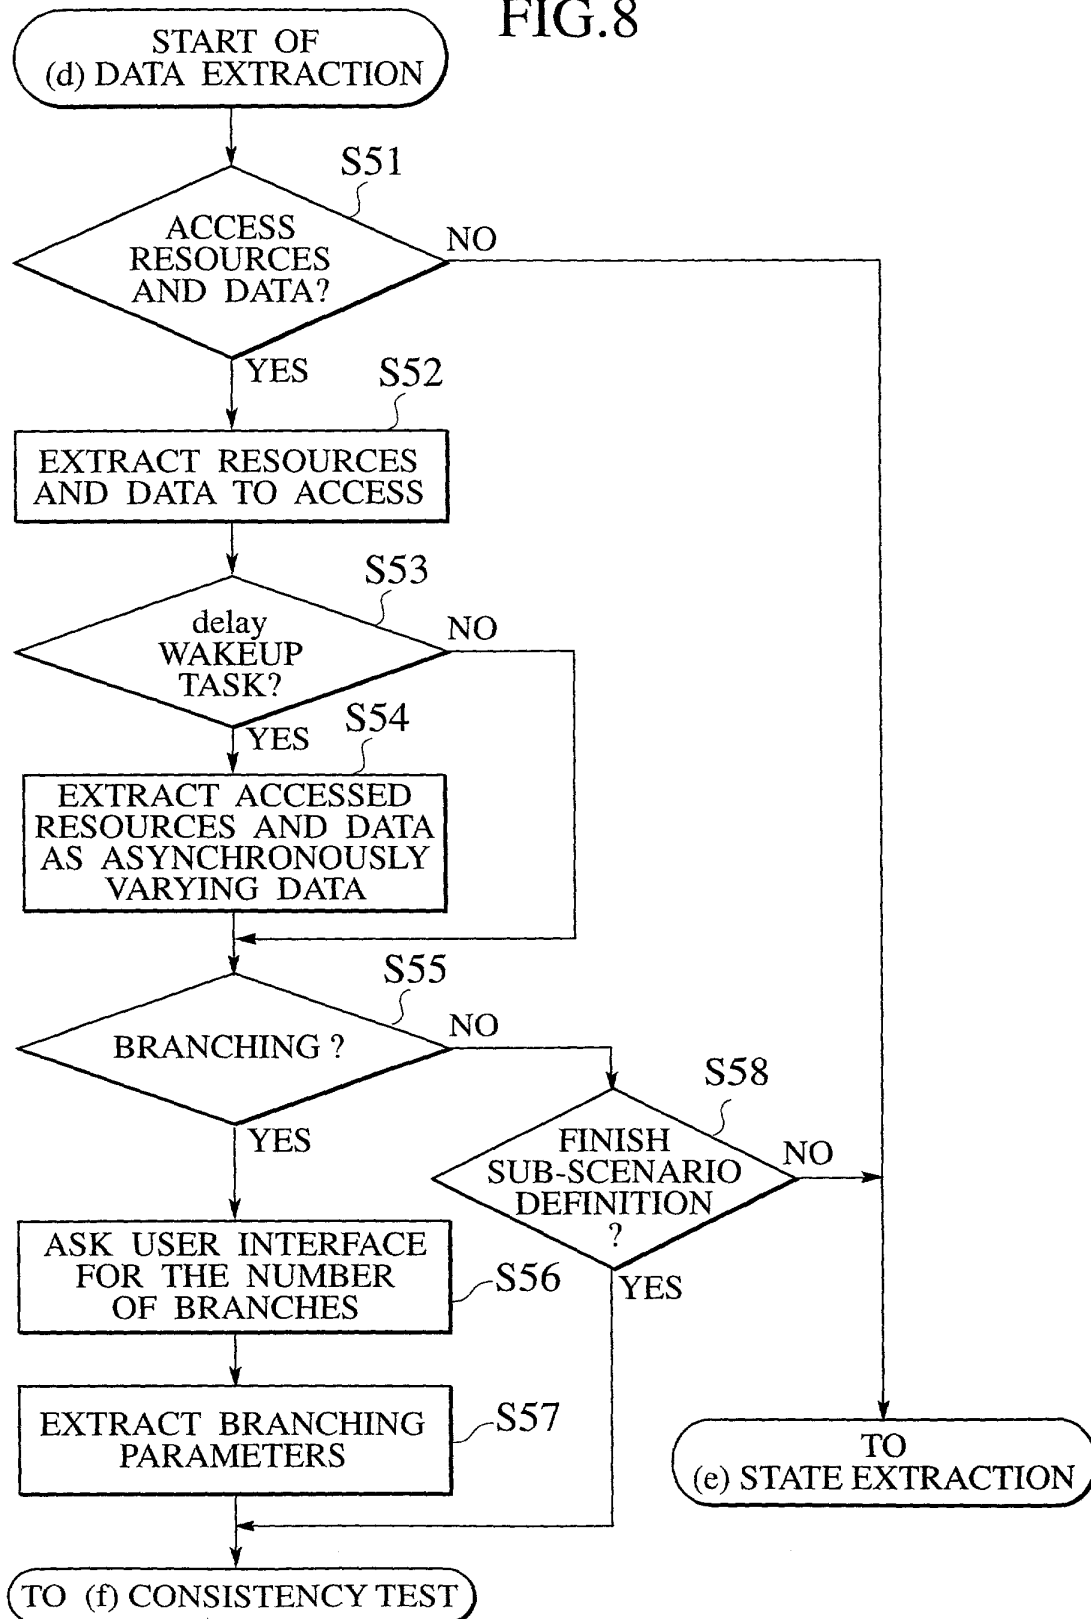 FIG.8
START OF
(d) DATA EXTRACTION
S51
ACCESS
RESOURCES
AND DATA?
NO
YES
S52
EXTRACT RESOURCES
AND DATA TO ACCESS
S53
delay
WAKEUP
TASK?
NO
YES
S54
EXTRACT ACCESSED
RESOURCES AND DATA
AS ASYNCHRONOUSLY
VARYING DATA
S55
BRANCHING ?
NO
YES
S58
FINISH
SUB-SCENARIO
DEFINITION
?
NO
YES
ASK USER INTERFACE
FOR THE NUMBER
OF BRANCHES
S56
EXTRACT BRANCHING
PARAMETERS
S57
TO
(e) STATE EXTRACTION
TO (f) CONSISTENCY TEST